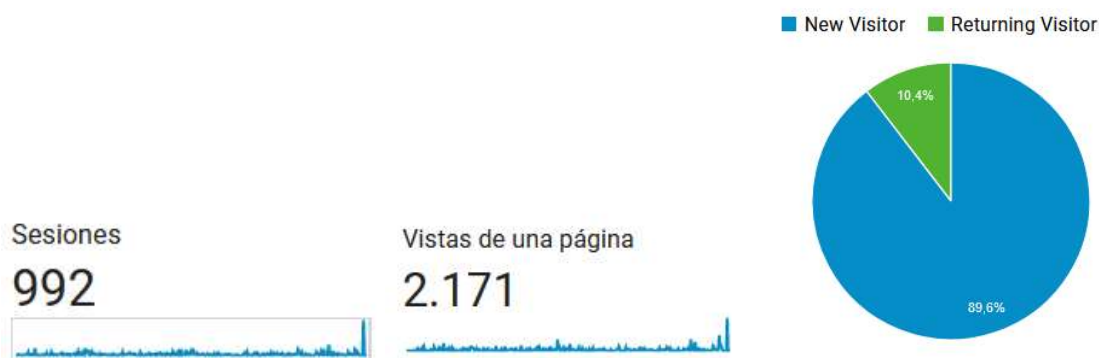 New Visitor Returning Visitor
10,4%
89,6%
Sesiones
992
Vistas de una página
2.171